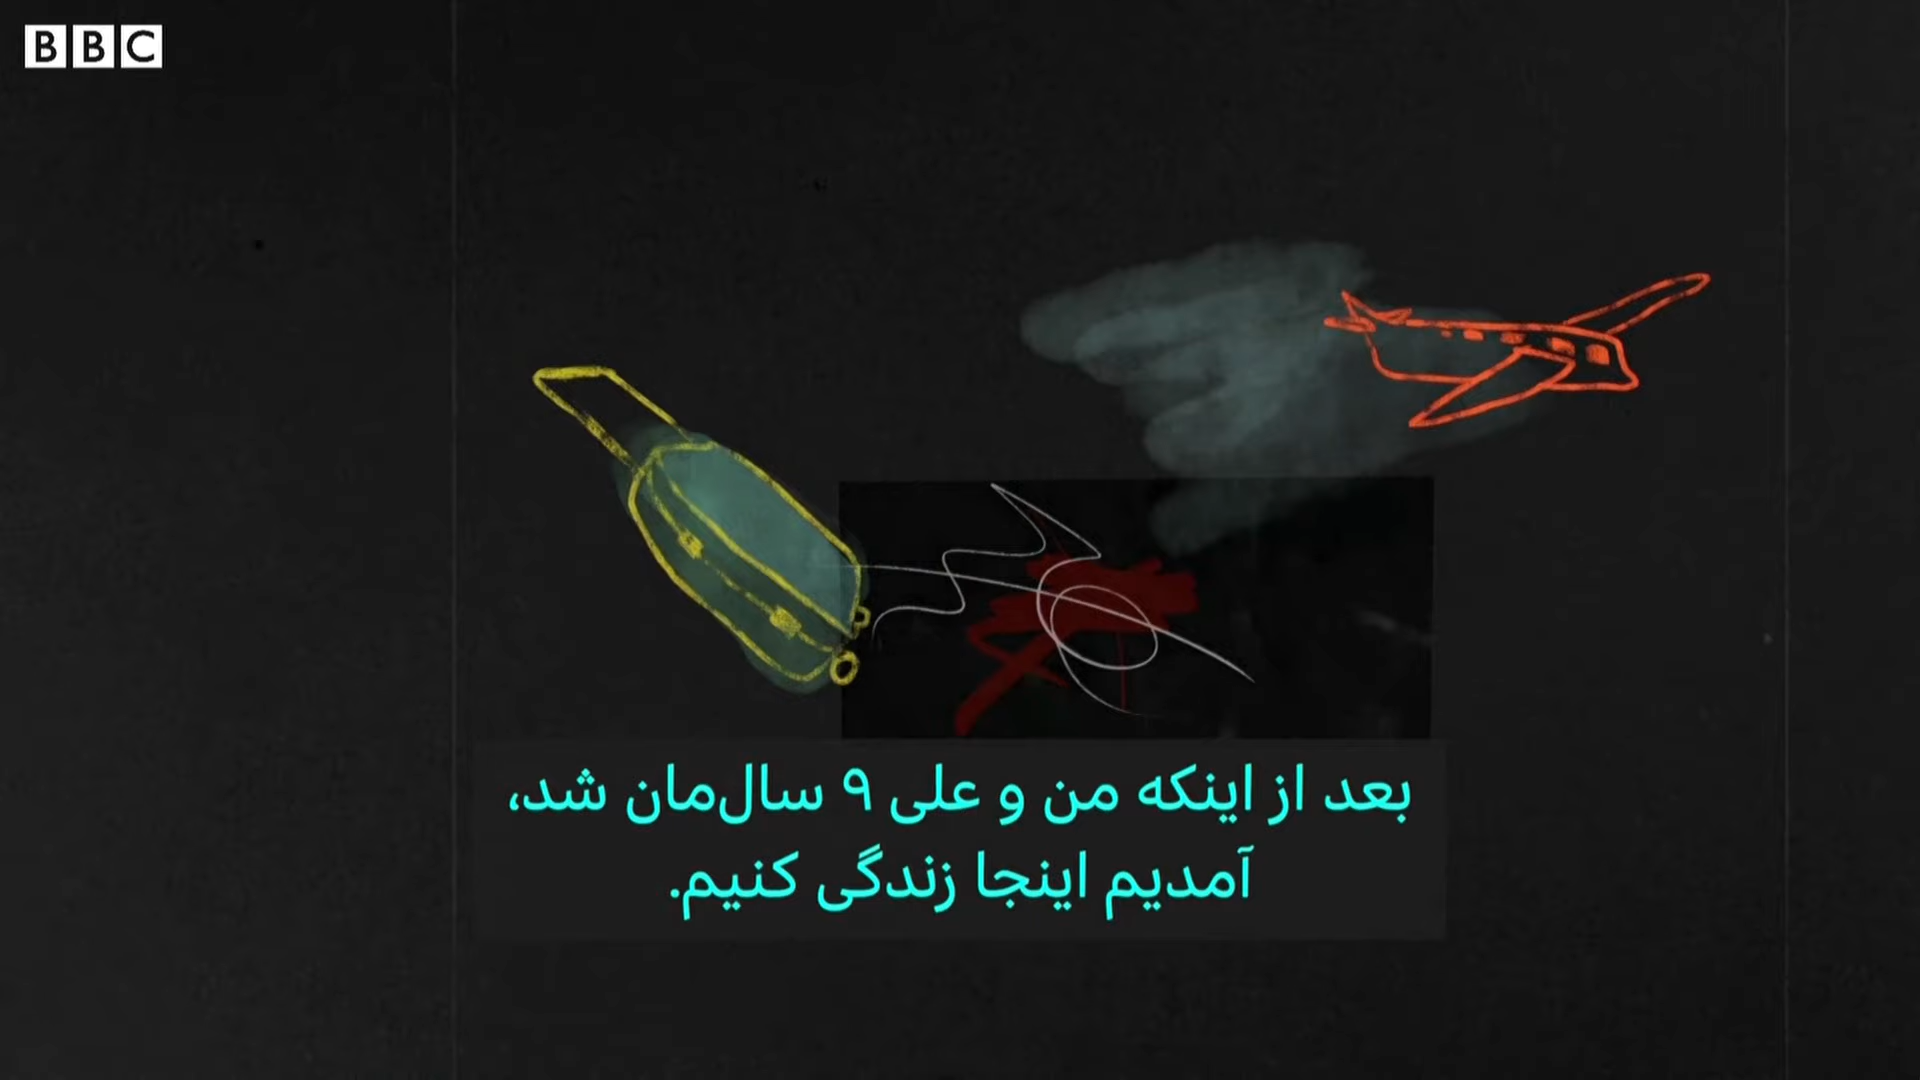 BBC
بعد از اینکه من و علی ۹ سال‌مان شد،
آمدیم اینجا زندگی کنیم.